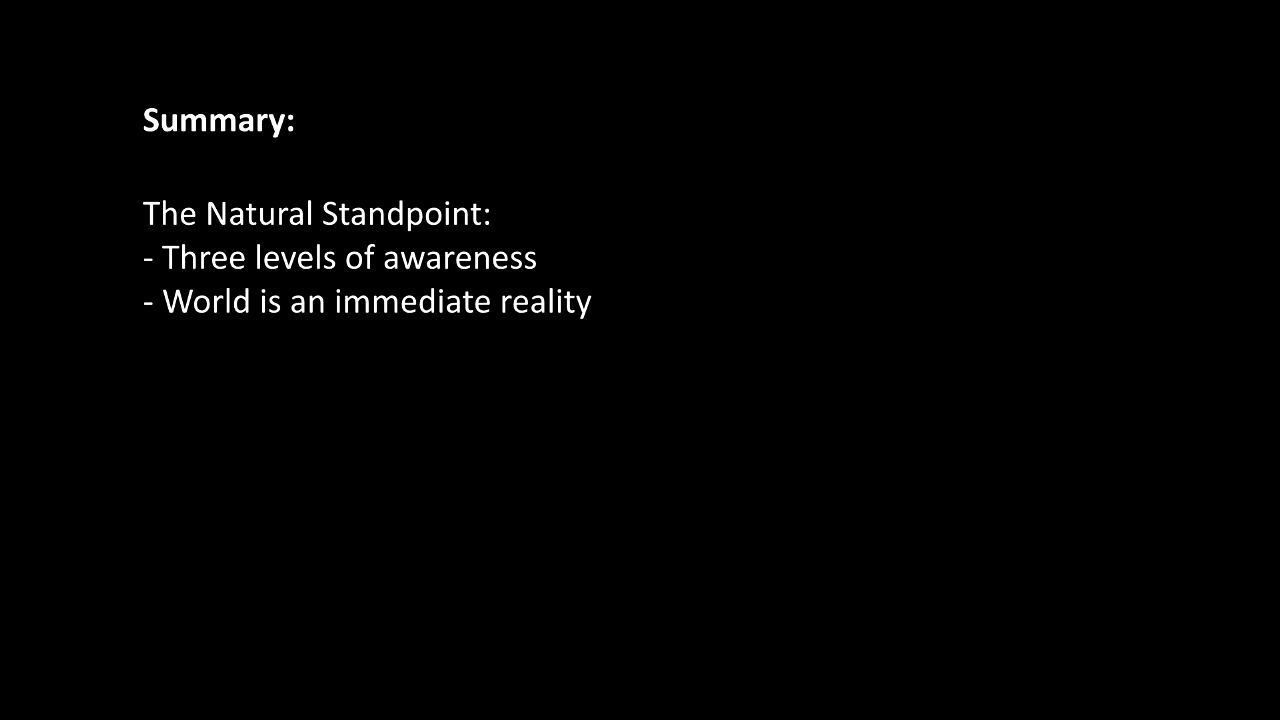 Summary:
The Natural Standpoint:
- Three levels of awareness
- World is an immediate reality